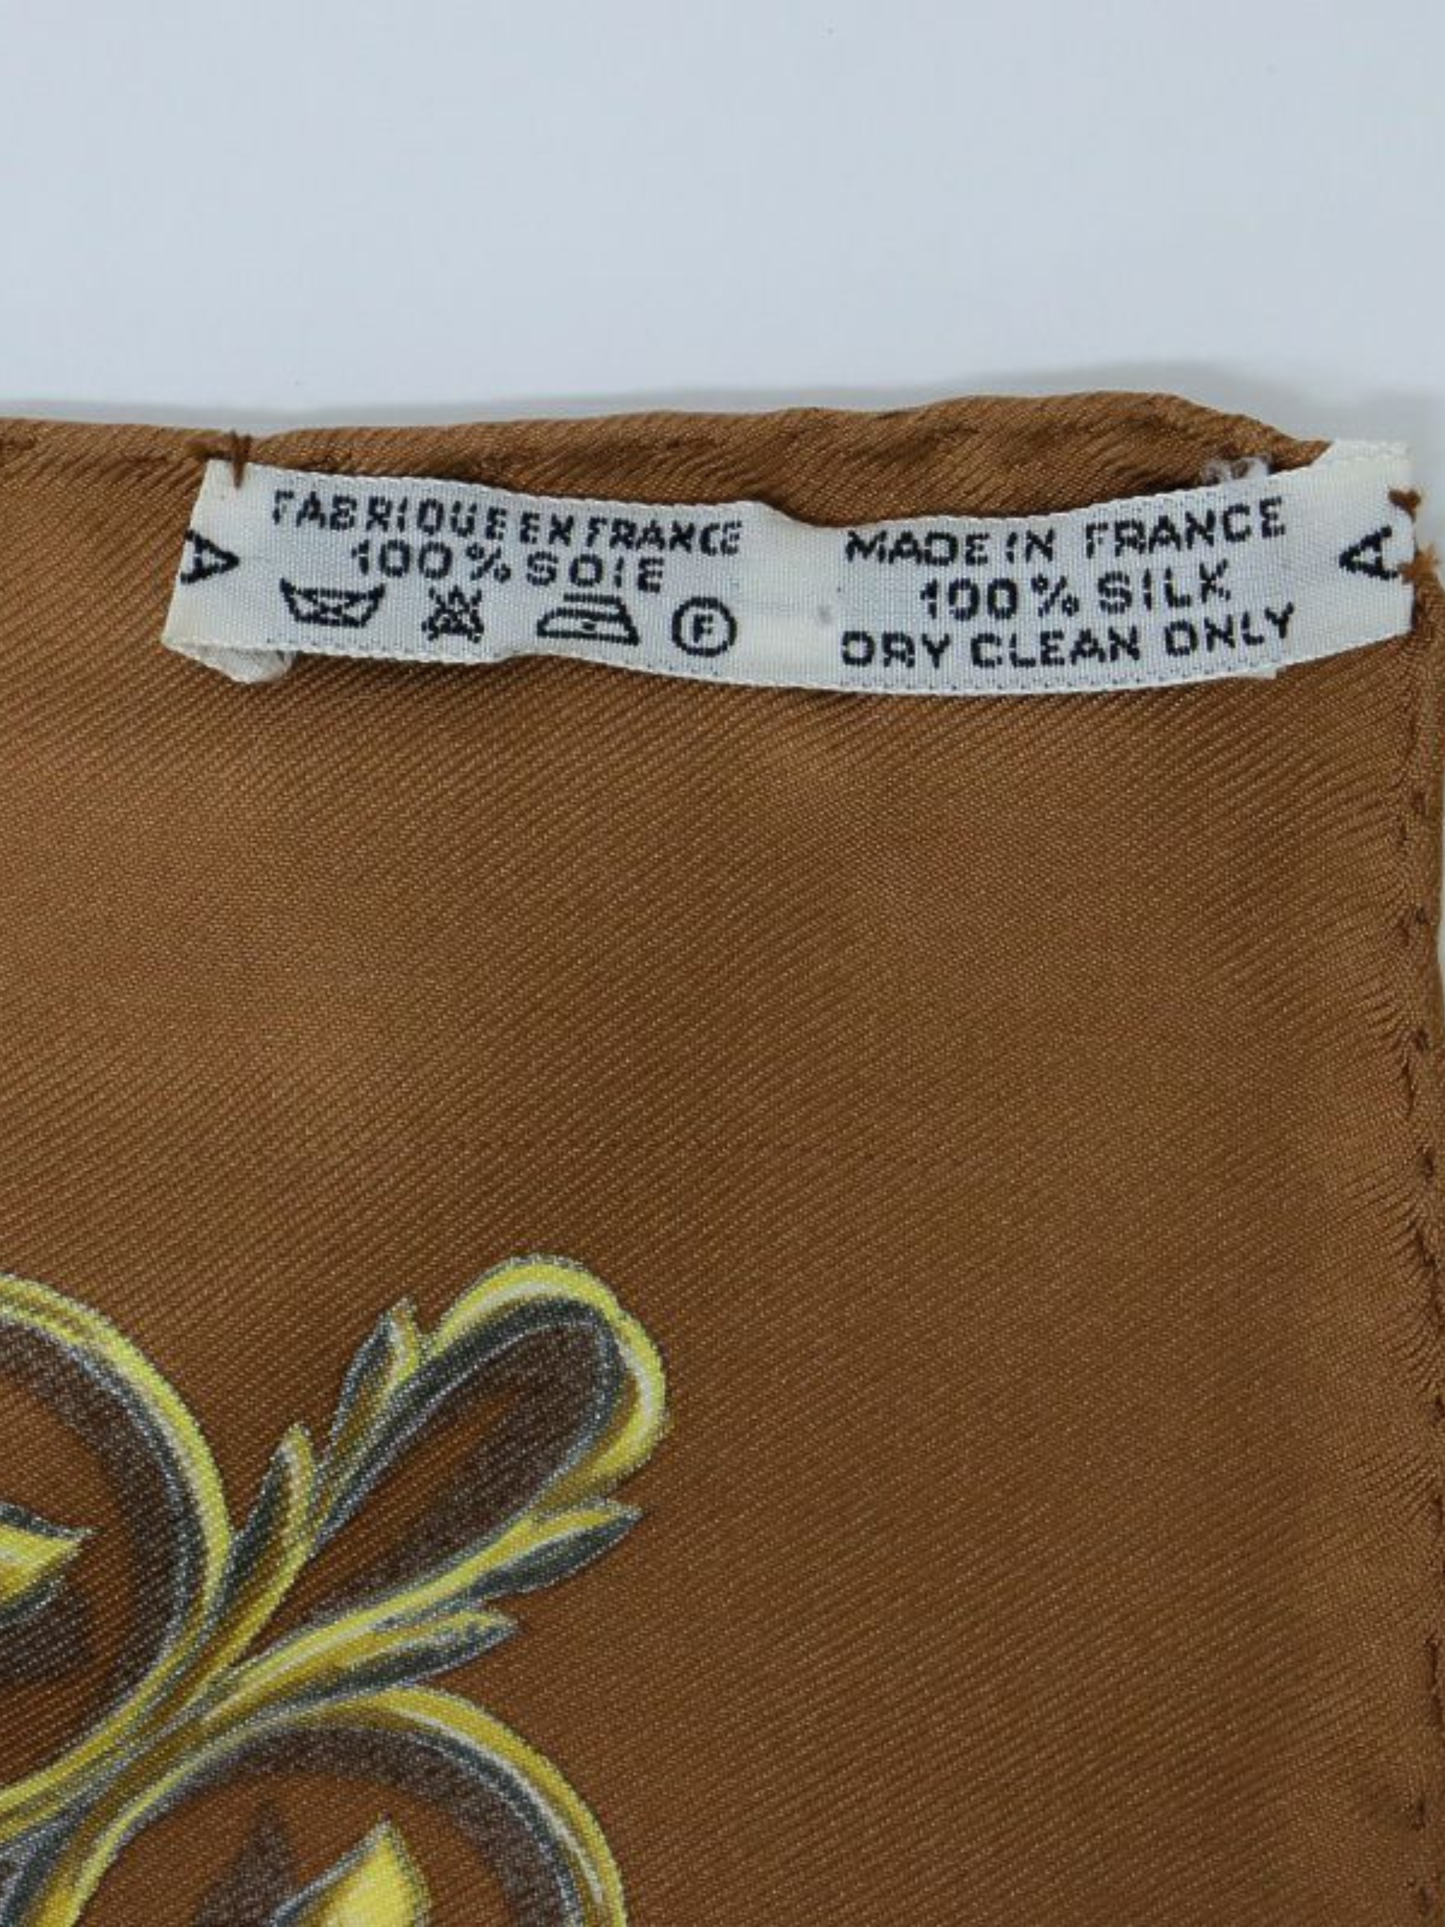 FABRIQUE EN FRANCE
100% SOIE
F
A
MADE IN FRANCE
100% SILK
DRY CLEAN ONLY
A